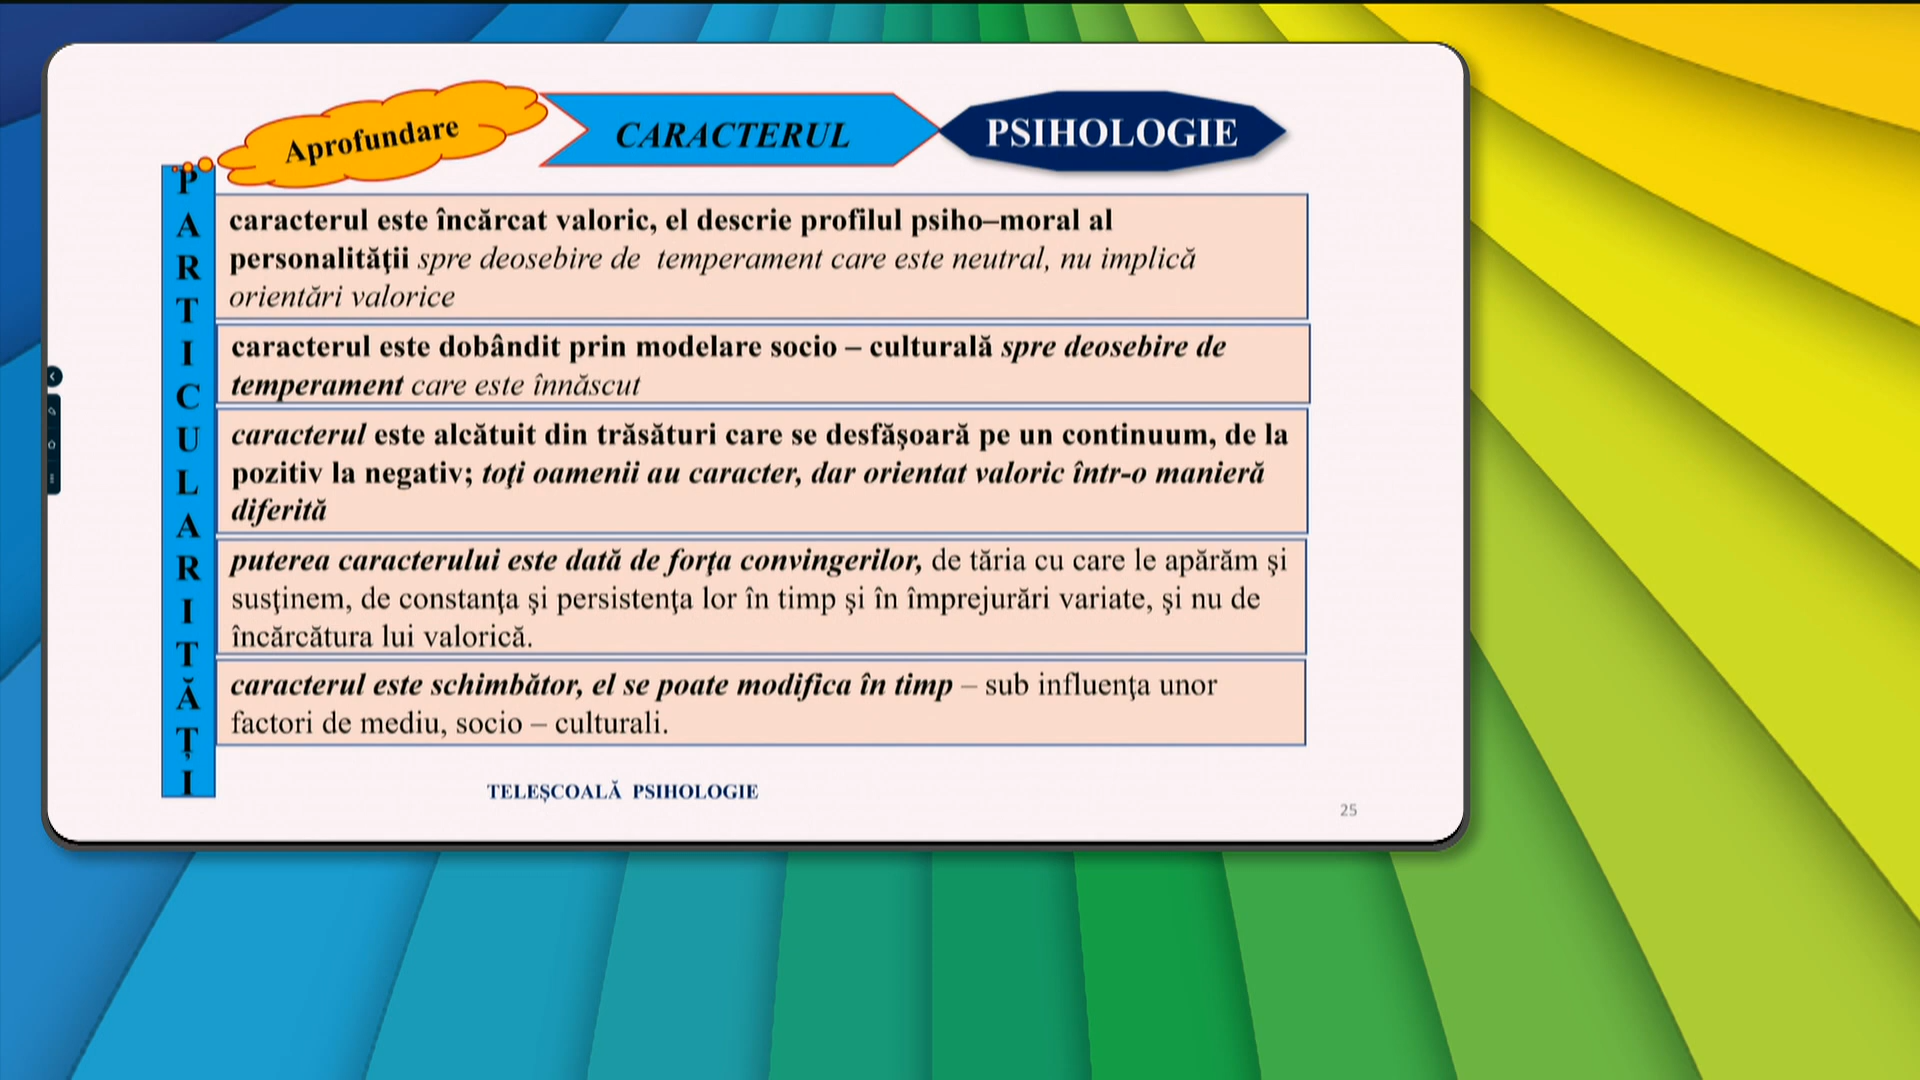 Aprofundare
CARACTERUL
PSIHOLOGIE
PARTICULARITĂȚI
caracterul este încărcat valoric, el descrie profilul psiho–moral al
personalităţii spre deosebire de temperament care este neutral, nu implică
orientări valorice
caracterul este dobândit prin modelare socio – culturală spre deosebire de
temperament care este înnăscut
caracterul este alcătuit din trăsături care se desfăşoară pe un continuum, de la
pozitiv la negativ; toţi oamenii au caracter, dar orientat valoric într-o manieră
diferită
puterea caracterului este dată de forţa convingerilor, de tăria cu care le apărăm şi
susţinem, de constanţa şi persistenţa lor în timp şi în împrejurări variate, şi nu de
încărcătura lui valorică.
caracterul este schimbător, el se poate modifica în timp – sub influenţa unor
factori de mediu, socio – culturali.
TELEŞCOALĂ PSIHOLOGIE
25